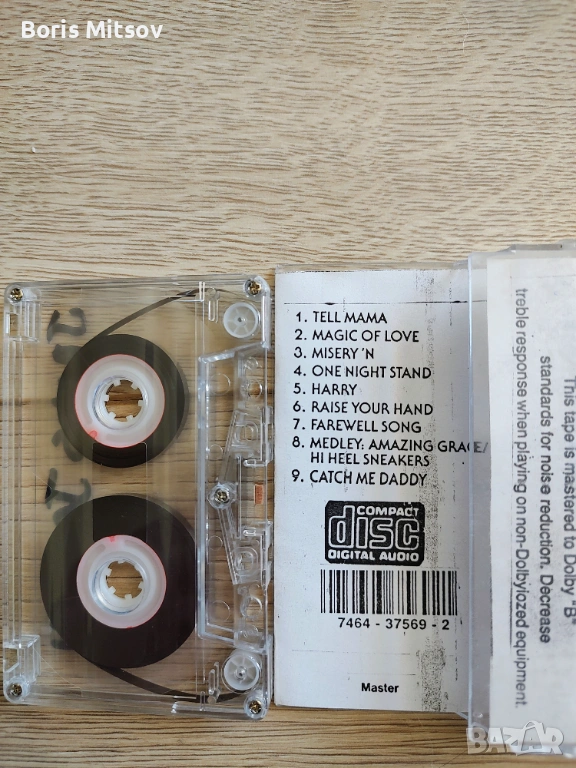 Boris Mitsov
1. TELL MAMA
2. MAGIC OF LOVE
3. MISERY 'N
4. ONE NIGHT STAND
5. HARRY
6. RAISE YOUR HAND
7. FAREWELL SONG
8. MEDLEY: AMAZING GRACE/
HI HEEL SNEAKERS
9. CATCH ME DADDY
COMPACT
disc
DIGITAL AUDIO
7464 - 37569 - 2
Master
This tape is mastered to Dolby "B"
standards for noise reduction. Decrease
treble response when playing on non-Dolbyiozed equipment.
BAZAR